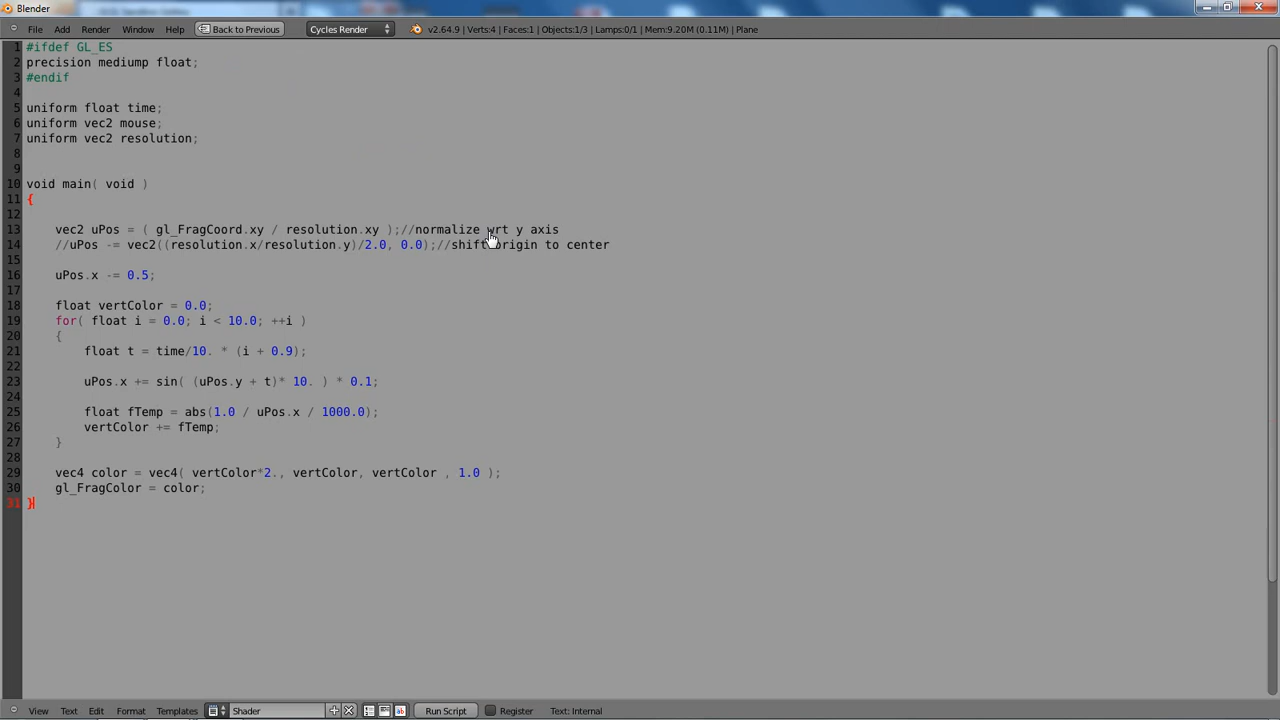 Blender
File Add Render Window Help Back to Previous Cycles Render v2.64.9 | Verts:4 | Faces:1 | Objects:1/3 | Lamps:0/1 | Mem:9.20M (0.11M) | Plane
1 #ifdef GL_ES
2 precision mediump float;
3 #endif
4
5 uniform float time;
6 uniform vec2 mouse;
7 uniform vec2 resolution;
8
9
10 void main( void )
11 {
12
13 vec2 uPos = ( gl_FragCoord.xy / resolution.xy );//normalize wrt y axis
14 //uPos -= vec2((resolution.x/resolution.y)/2.0, 0.0);//shift origin to center
15
16 uPos.x -= 0.5;
17
18 float vertColor = 0.0;
19 for( float i = 0.0; i < 10.0; ++i )
20 {
21 float t = time/10. * (i + 0.9);
22
23 uPos.x += sin( (uPos.y + t)* 10. ) * 0.1;
24
25 float fTemp = abs(1.0 / uPos.x / 1000.0);
26 vertColor += fTemp;
27 }
28
29 vec4 color = vec4( vertColor*2., vertColor, vertColor , 1.0 );
30 gl_FragColor = color;
31 }
View Text Edit Format Templates Shader Run Script Register Text: Internal